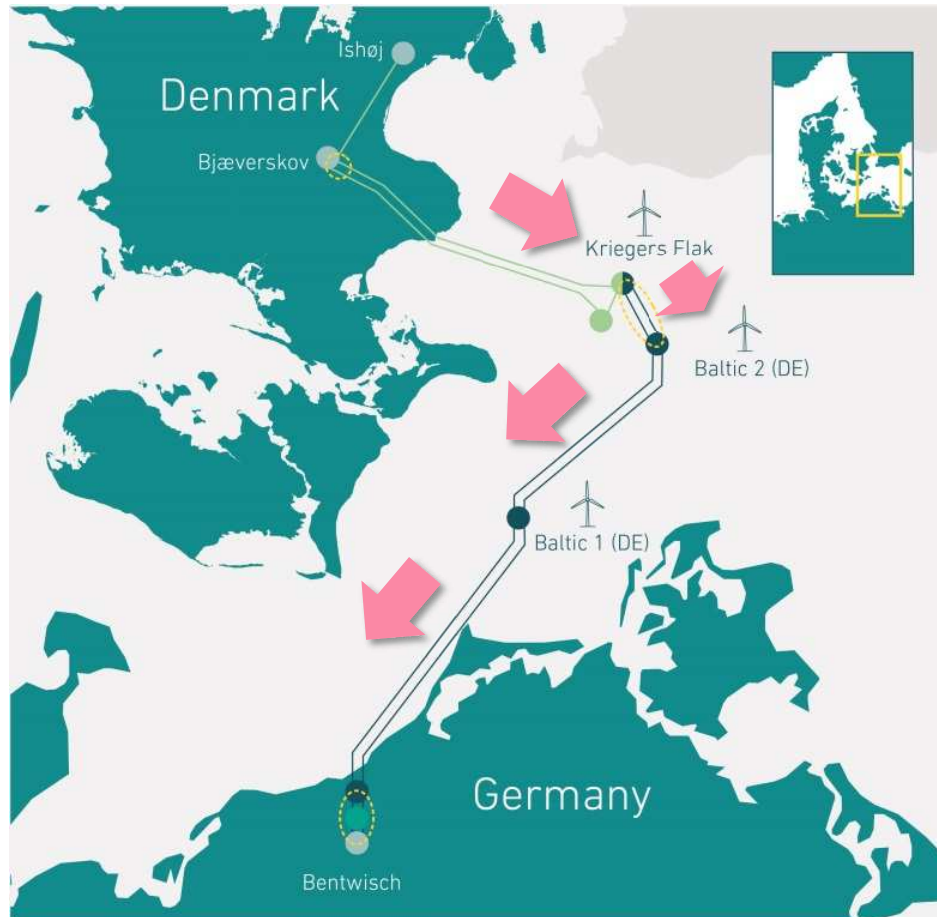 Ishøj
Denmark
Bjæverskov
Kriegers Flak
Baltic 2 (DE)
Baltic 1 (DE)
Germany
Bentwisch